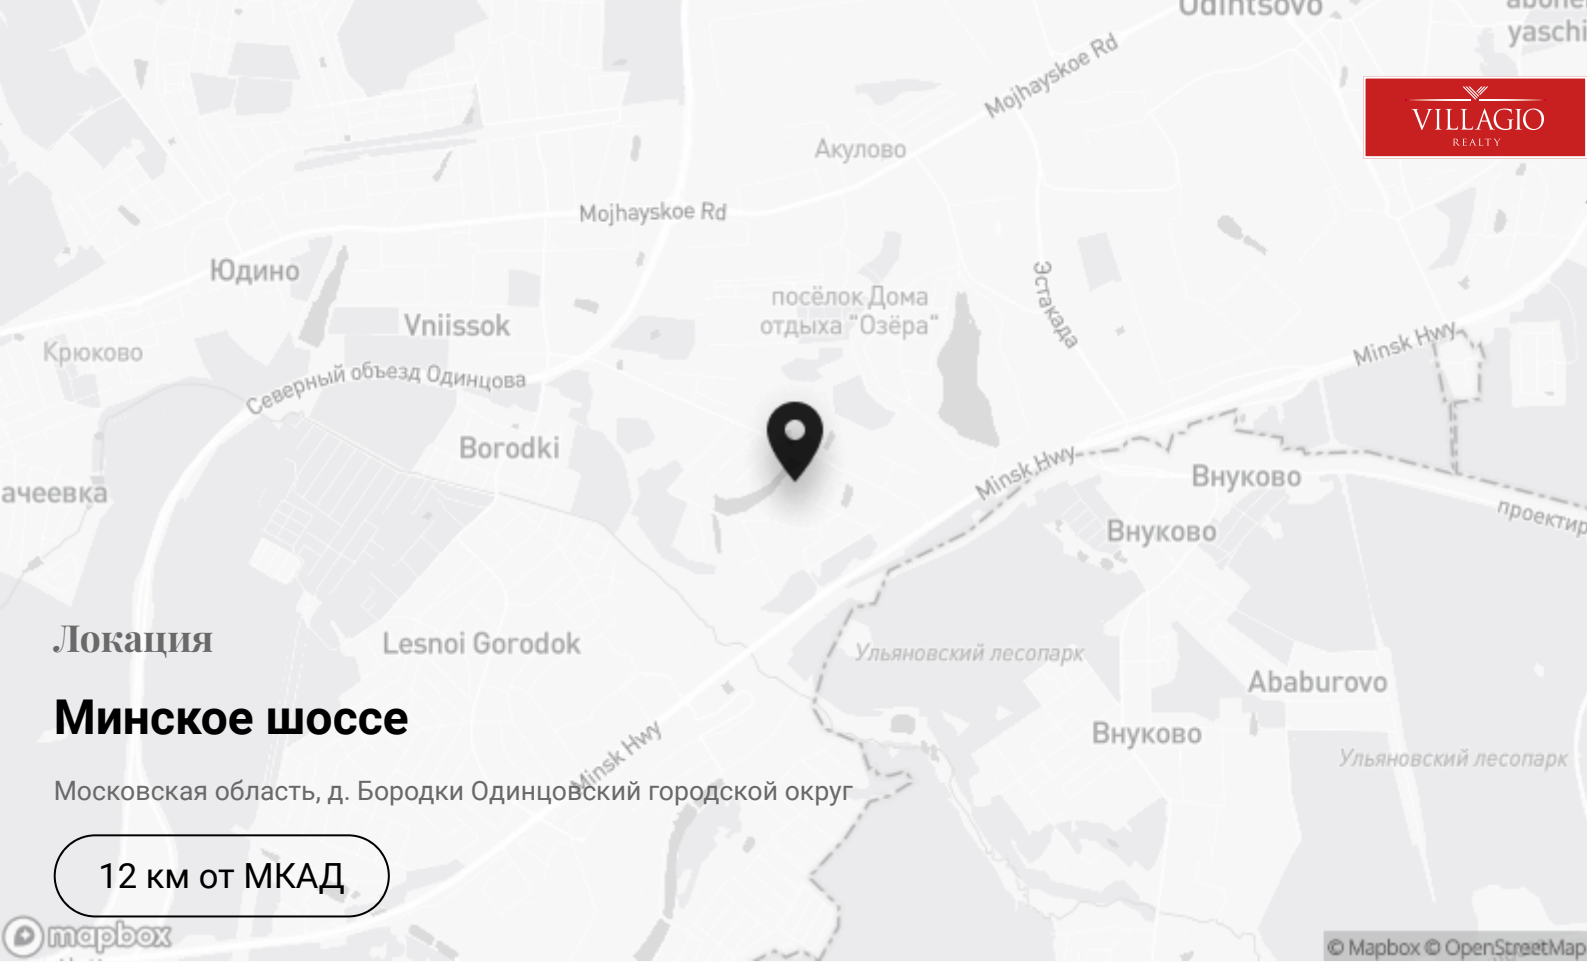 Odintsovo
yaschi
Mojhayskoe Rd
VILLAGIO
REALTY
Акулово
Mojhayskoe Rd
Юдино
Эстакада
посёлок Дома
отдыха "Озёра"
Vniissok
Крюково
Minsk Hwy
Северный объезд Одинцова
Borodki
Minsk Hwy
Внуково
ачеевка
проектир
Внуково
Локация
Lesnoi Gorodok
Ульяновский лесопарк
Ababurovo
Минское шоссе
Внуково
Minsk Hwy
Ульяновский лесопарк
Московская область, д. Бородки Одинцовский городской округ
12 км от МКАД
mapbox
© Mapbox © OpenStreetMap